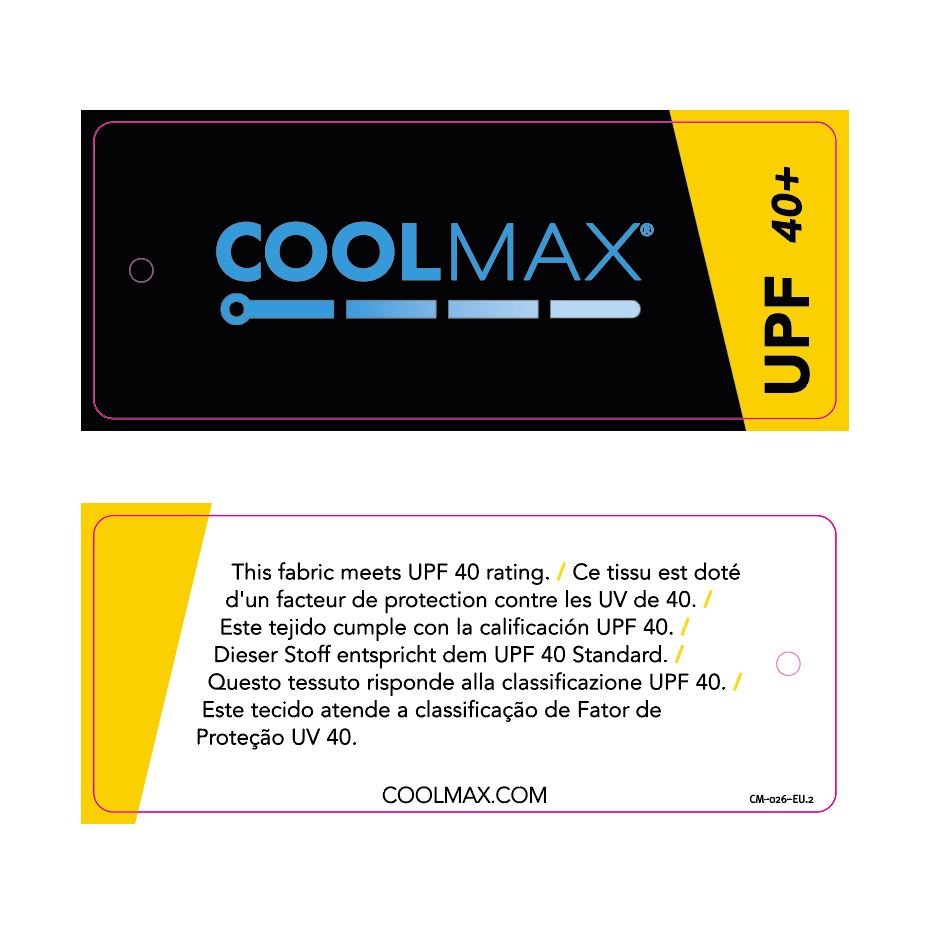 COOLMAX®
UPF 40+
This fabric meets UPF 40 rating. / Ce tissu est doté
d'un facteur de protection contre les UV de 40. /
Este tejido cumple con la calificación UPF 40. /
Dieser Stoff entspricht dem UPF 40 Standard. /
Questo tessuto risponde alla classificazione UPF 40. /
Este tecido atende a classificação de Fator de
Proteção UV 40.
COOLMAX.COM
CM-026-EU.2